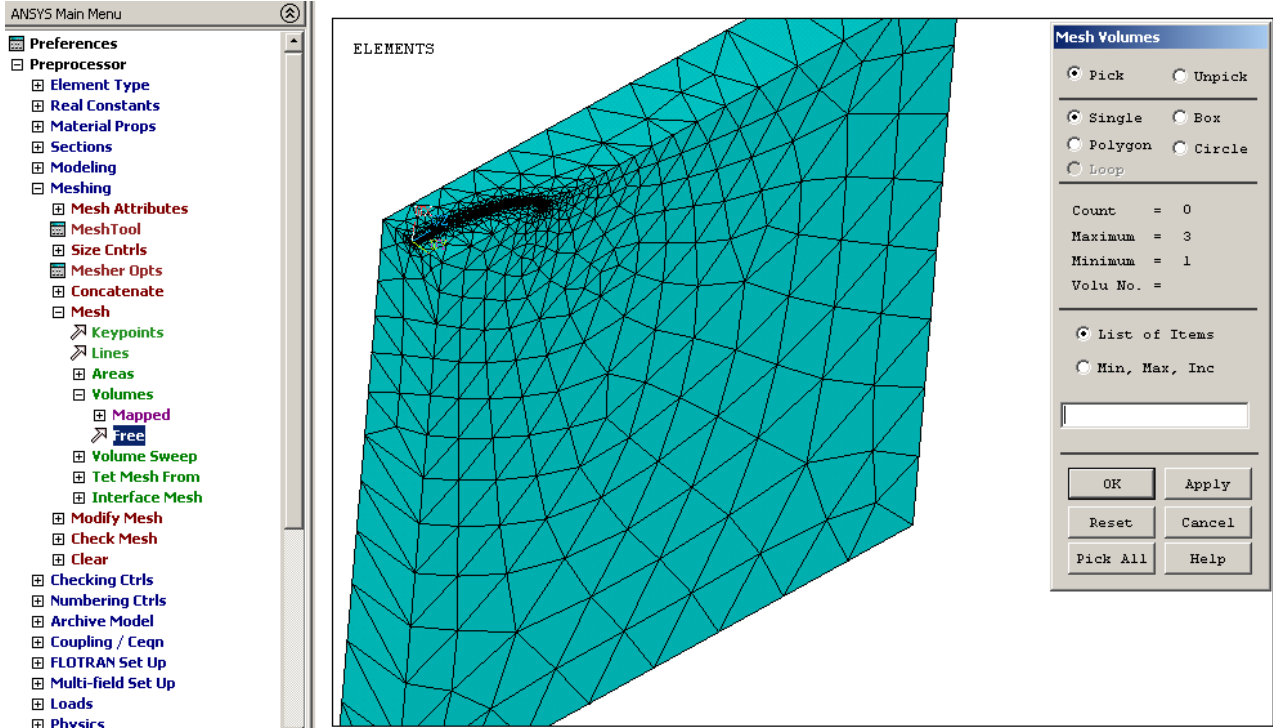 ANSYS Main Menu
Preferences
Preprocessor
Element Type
Real Constants
Material Props
Sections
Modeling
Meshing
Mesh Attributes
MeshTool
Size Cntrls
Mesher Opts
Concatenate
Mesh
Keypoints
Lines
Areas
Volumes
Mapped
Free
Volume Sweep
Tet Mesh From
Interface Mesh
Modify Mesh
Check Mesh
Clear
Checking Ctrls
Numbering Ctrls
Archive Model
Coupling / Ceqn
FLOTRAN Set Up
Multi-field Set Up
Loads
Physics
ELEMENTS
Mesh Volumes
Pick Unpick
Single Box
Polygon Circle
Loop
Count = 0
Maximum = 3
Minimum = 1
Volu No. =
List of Items
Min, Max, Inc
OK Apply
Reset Cancel
Pick All Help